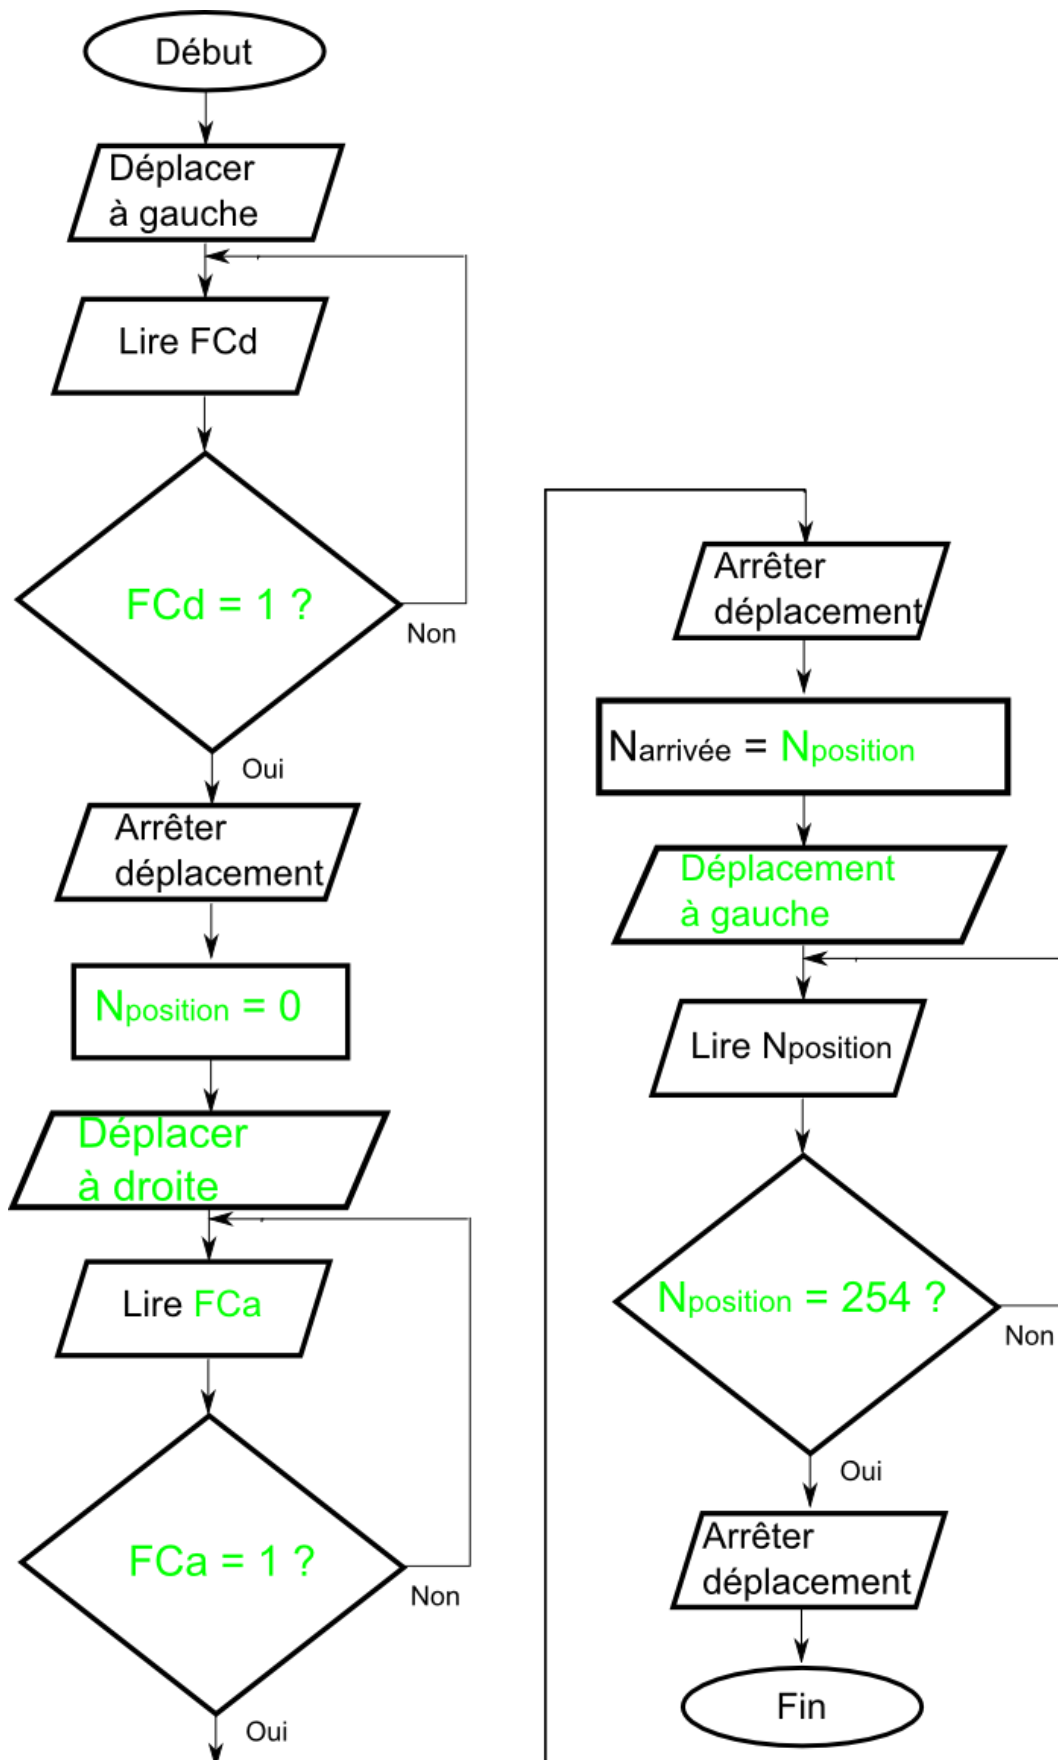 Début
Déplacer
à gauche
Lire FCd
FCd = 1 ?
Non
Oui
Arrêter
déplacement
Nposition = 0
Déplacer
à droite
Lire FCa
FCa = 1 ?
Non
Oui
Arrêter
déplacement
Narrivée = Nposition
Déplacement
à gauche
Lire Nposition
Nposition = 254 ?
Non
Oui
Arrêter
déplacement
Fin